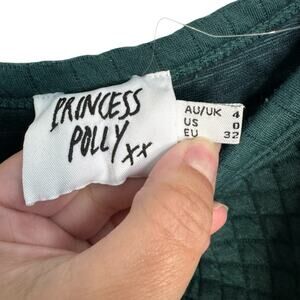 PRINCESS
POLLY xx
AU/UK 4
US 0
EU 32